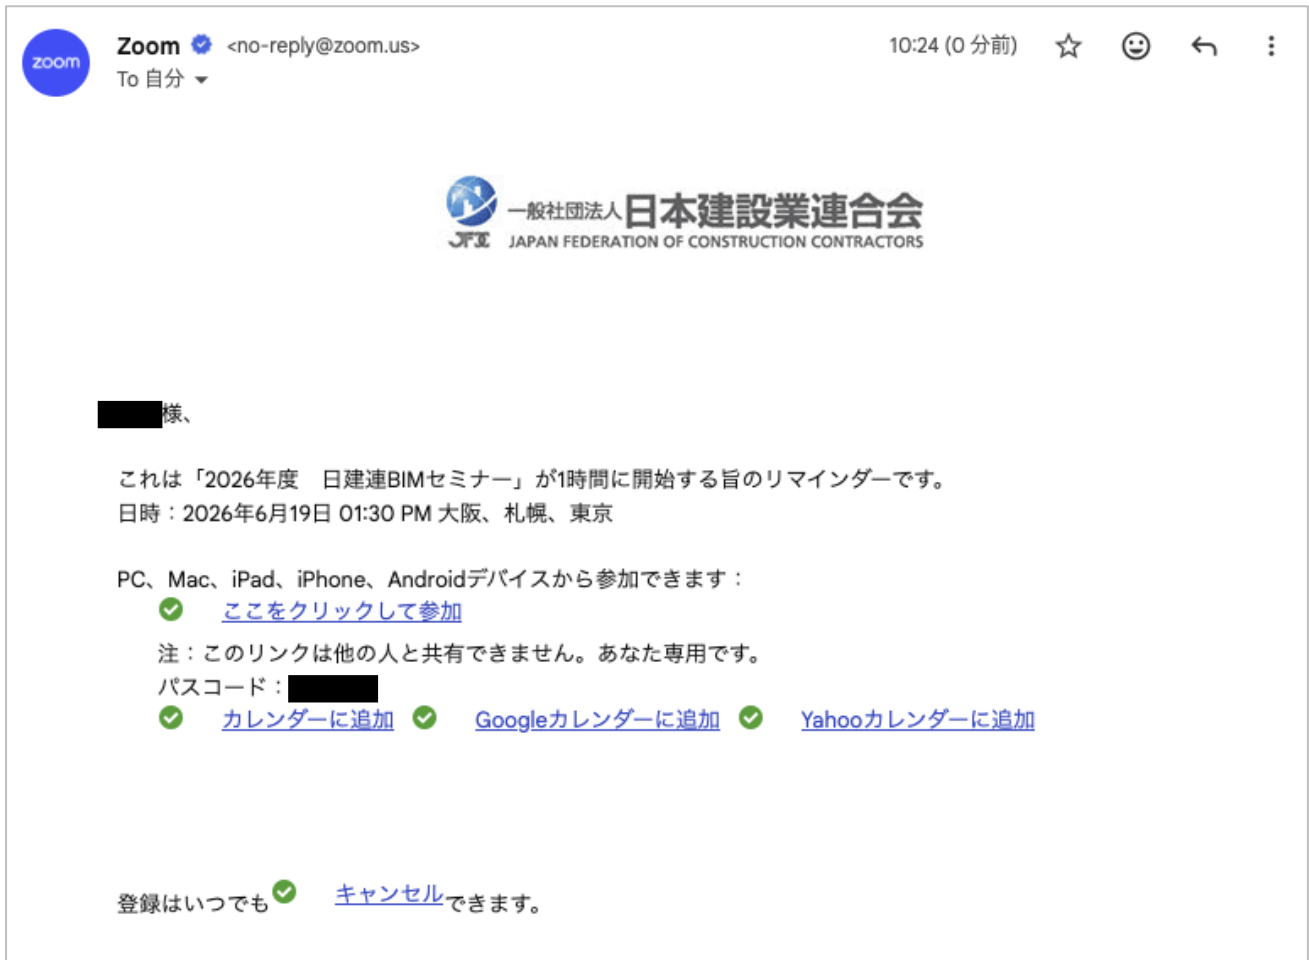 zoom
Zoom <no-reply@zoom.us>
10:24 (0 分前)
To 自分
一般社団法人 日本建設業連合会
JFCC JAPAN FEDERATION OF CONSTRUCTION CONTRACTORS
様、
これは「2026年度　日建連BIMセミナー」が1時間に開始する旨のリマインダーです。
日時：2026年6月19日 01:30 PM 大阪、札幌、東京
PC、Mac、iPad、iPhone、Androidデバイスから参加できます：
ここをクリックして参加
注：このリンクは他の人と共有できません。あなた専用です。
パスコード：
カレンダーに追加 Googleカレンダーに追加 Yahooカレンダーに追加
登録はいつでも キャンセルできます。